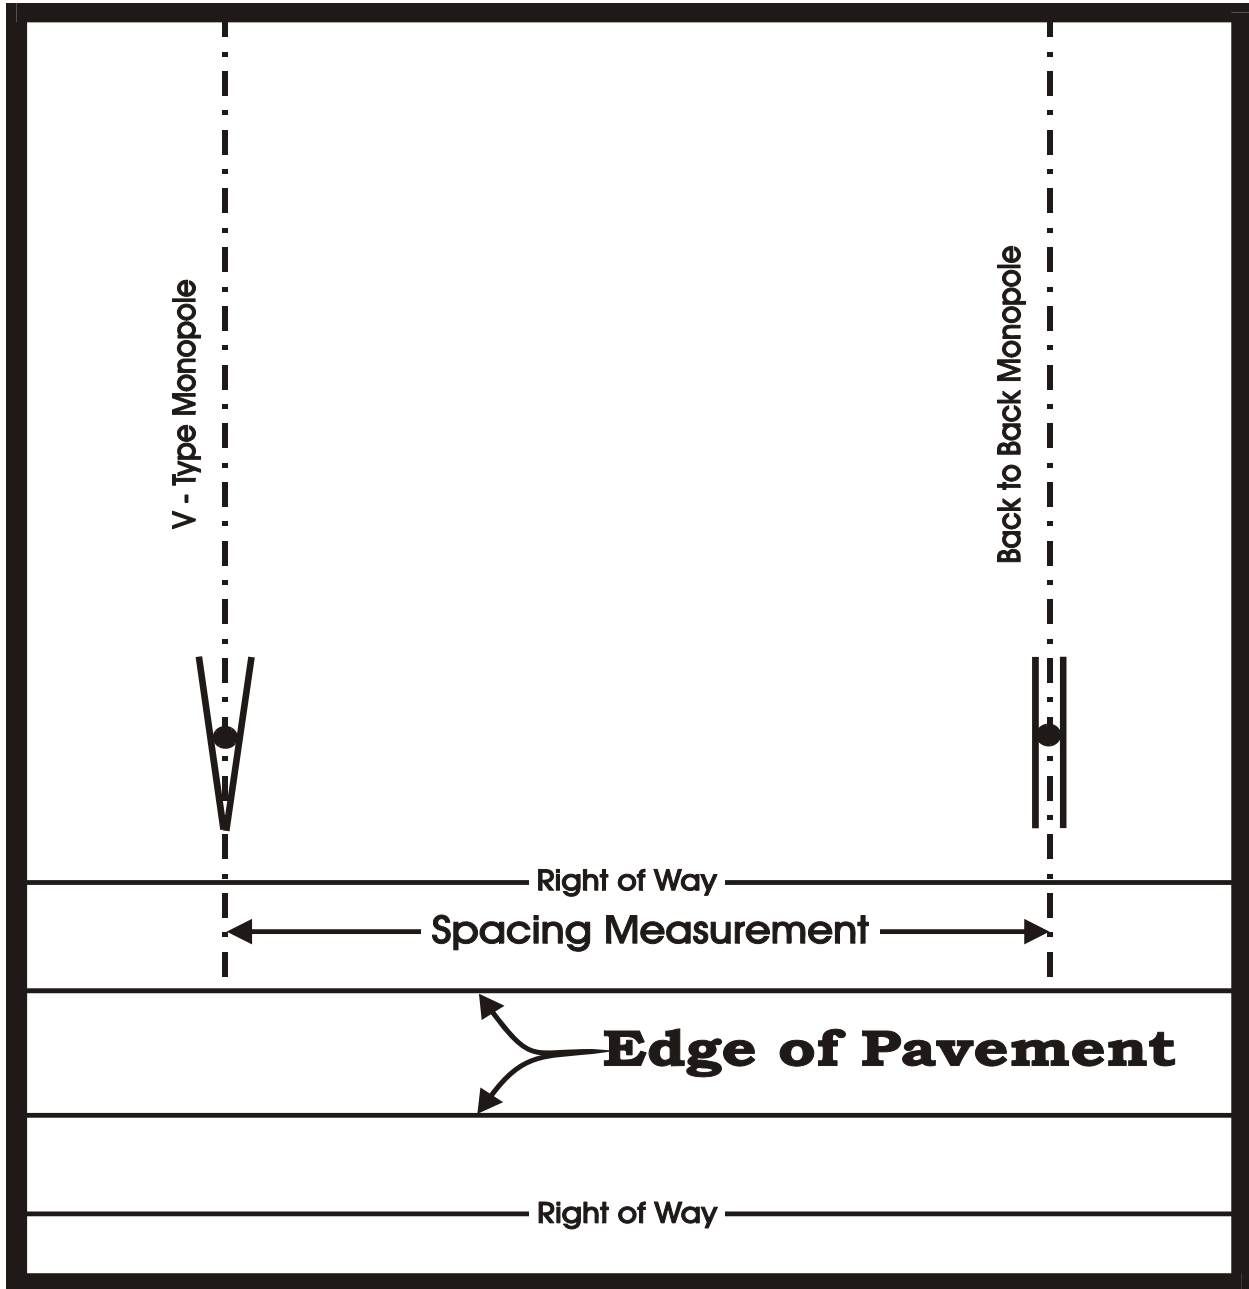 V - Type Monopole
Back to Back Monopole
Right of Way
Spacing Measurement
Edge of Pavement
Right of Way